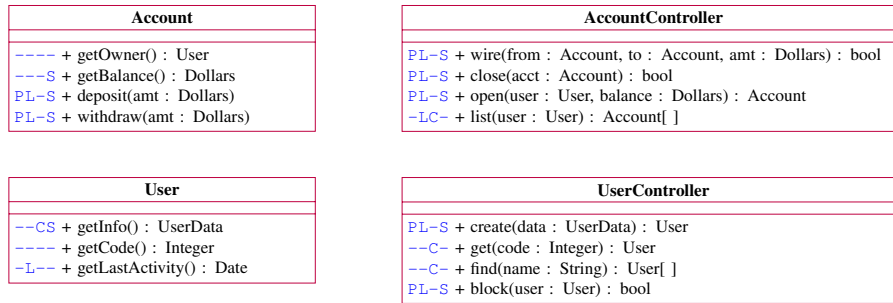 Account
---- + getOwner() : User
---S + getBalance() : Dollars
PL-S + deposit(amt : Dollars)
PL-S + withdraw(amt : Dollars)
AccountController
PL-S + wire(from : Account, to : Account, amt : Dollars) : bool
PL-S + close(acct : Account) : bool
PL-S + open(user : User, balance : Dollars) : Account
-LC- + list(user : User) : Account[ ]
User
--CS + getInfo() : UserData
---- + getCode() : Integer
-L-- + getLastActivity() : Date
UserController
PL-S + create(data : UserData) : User
--C- + get(code : Integer) : User
--C- + find(name : String) : User[ ]
PL-S + block(user : User) : bool